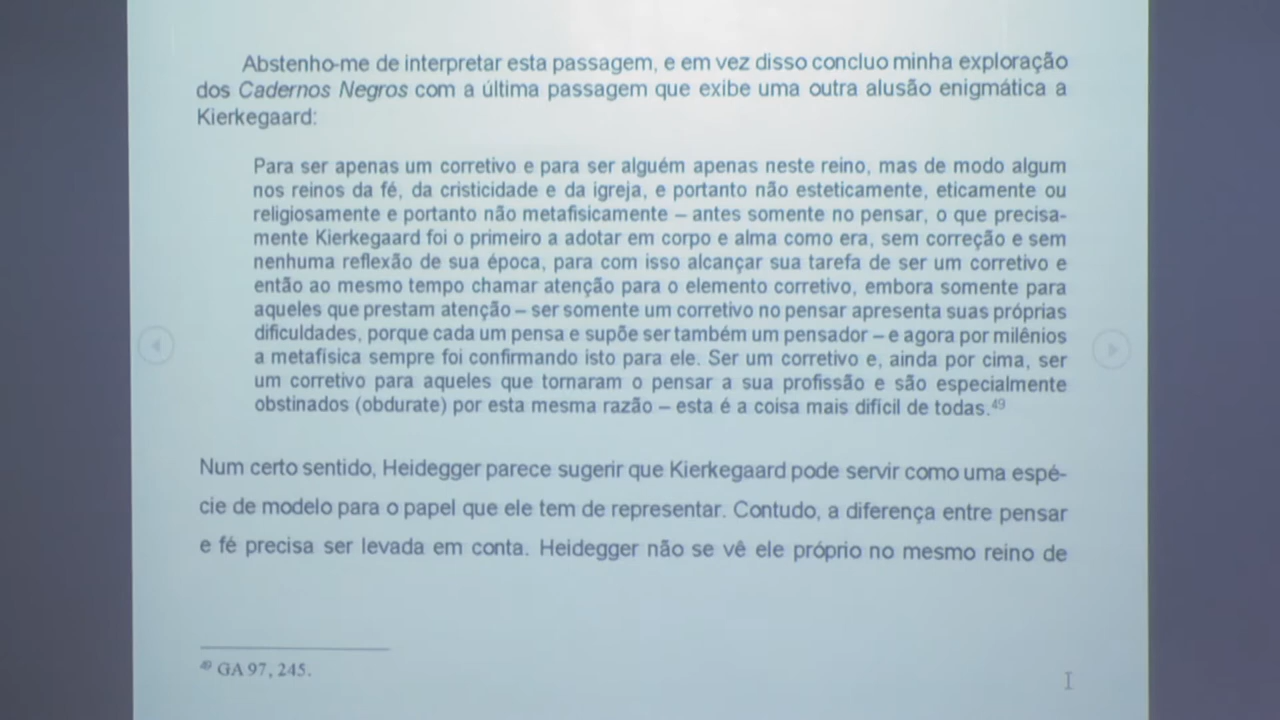 Abstenho-me de interpretar esta passagem, e em vez disso concluo minha exploração
dos Cadernos Negros com a última passagem que exibe uma outra alusão enigmática a
Kierkegaard:
Para ser apenas um corretivo e para ser alguém apenas neste reino, mas de modo algum
nos reinos da fé, da cristicidade e da igreja, e portanto não esteticamente, eticamente ou
religiosamente e portanto não metafisicamente – antes somente no pensar, o que precisa-
mente Kierkegaard foi o primeiro a adotar em corpo e alma como era, sem correção e sem
nenhuma reflexão de sua época, para com isso alcançar sua tarefa de ser um corretivo e
então ao mesmo tempo chamar atenção para o elemento corretivo, embora somente para
aqueles que prestam atenção – ser somente um corretivo no pensar apresenta suas próprias
dificuldades, porque cada um pensa e supõe ser também um pensador – e agora por milênios
a metafísica sempre foi confirmando isto para ele. Ser um corretivo e, ainda por cima, ser
um corretivo para aqueles que tornaram o pensar a sua profissão e são especialmente
obstinados (obdurate) por esta mesma razão – esta é a coisa mais difícil de todas.49
Num certo sentido, Heidegger parece sugerir que Kierkegaard pode servir como uma espé-
cie de modelo para o papel que ele tem de representar. Contudo, a diferença entre pensar
e fé precisa ser levada em conta. Heidegger não se vê ele próprio no mesmo reino de
49 GA 97, 245.